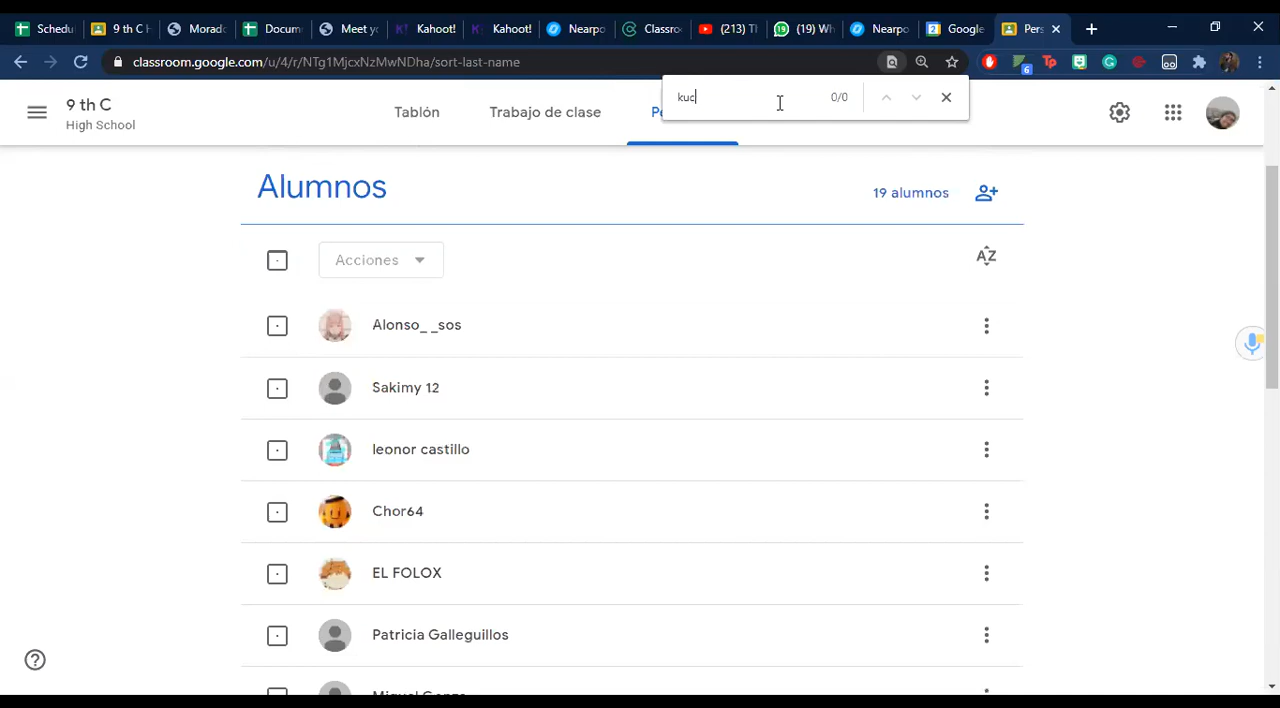 Schedu
9 th C H
Morad
Docum
Meet yo
Kahoot!
Kahoot!
Nearpo
Classro
(213) Tl
(19) Wh
Nearpo
Google
Pers
classroom.google.com/u/4/r/NTg1MjcxNzMwNDha/sort-last-name
kuc
0/0
9 th C
High School
Tablón
Trabajo de clase
Alumnos
19 alumnos
Acciones
AZ
Alonso_ _sos
Sakimy 12
leonor castillo
Chor64
EL FOLOX
Patricia Galleguillos